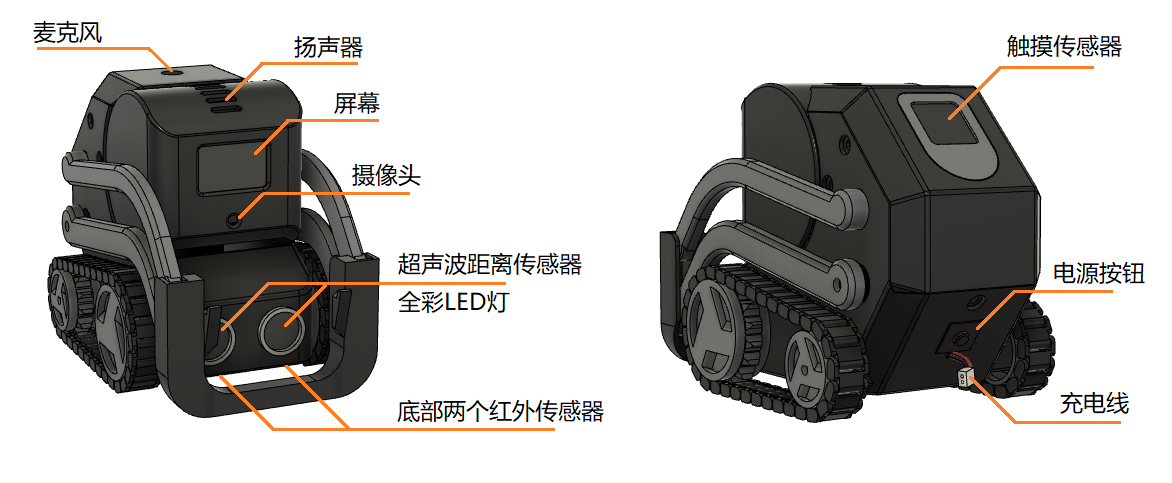 麦克风
扬声器
屏幕
摄像头
超声波距离传感器
全彩LED灯
底部两个红外传感器
触摸传感器
电源按钮
充电线